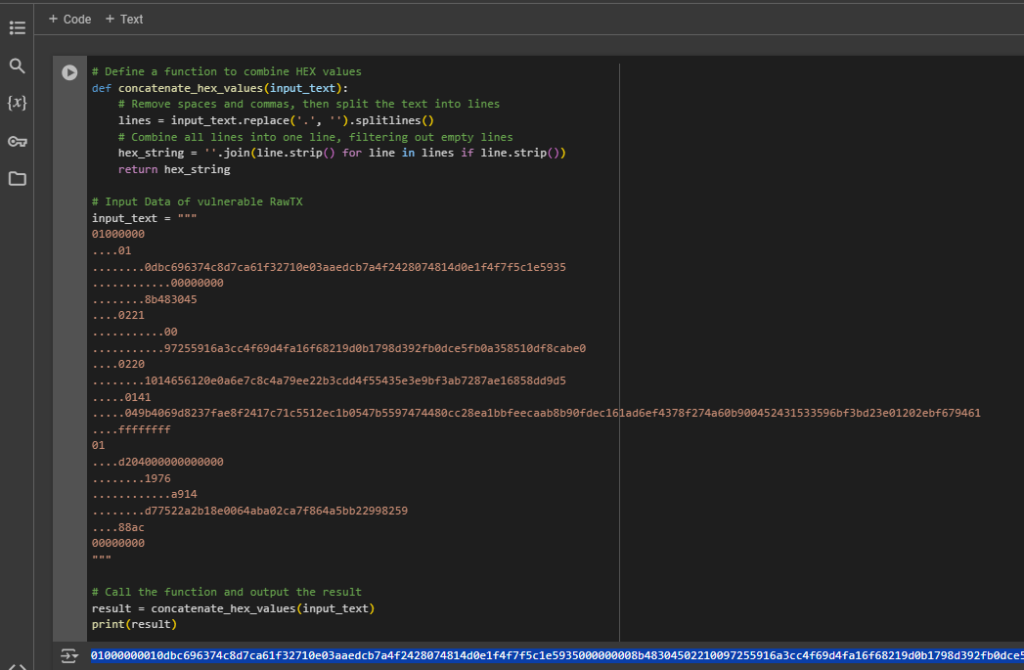 + Code + Text
# Define a function to combine HEX values
def concatenate_hex_values(input_text):
# Remove spaces and commas, then split the text into lines
lines = input_text.replace('.', '').splitlines()
# Combine all lines into one line, filtering out empty lines
hex_string = ''.join(line.strip() for line in lines if line.strip())
return hex_string
# Input Data of vulnerable RawTX
input_text = """
01000000
....01
........0dbc696374c8d7ca61f32710e03aaedcb7a4f2428074814d0e1f4f7f5c1e5935
............00000000
........8b483045
....0221
...........00
...........97255916a3cc4f69d4fa16f68219d0b1798d392fb0dce5fb0a358510df8cabe0
....0220
........1014656120e0a6e7c8c4a79ee22b3cdd4f55435e3e9bf3ab7287ae16858dd9d5
.....0141
.....049b4069d8237fae8f2417c71c5512ec1b0547b5597474480cc28ea1bbfeecaab8b90fdec161ad6ef4378f274a60b900452431533596bf3bd23e01202ebf679461
....ffffffff
01
....d204000000000000
........1976
............a914
........d77522a2b18e0064aba02ca7f864a5bb22998259
....88ac
00000000
"""
# Call the function and output the result
result = concatenate_hex_values(input_text)
print(result)
01000000010dbc696374c8d7ca61f32710e03aaedcb7a4f2428074814d0e1f4f7f5c1e5935000000008b4830450221009​7255916a3cc4f69d4fa16f68219d0b1798d392fb0dce5